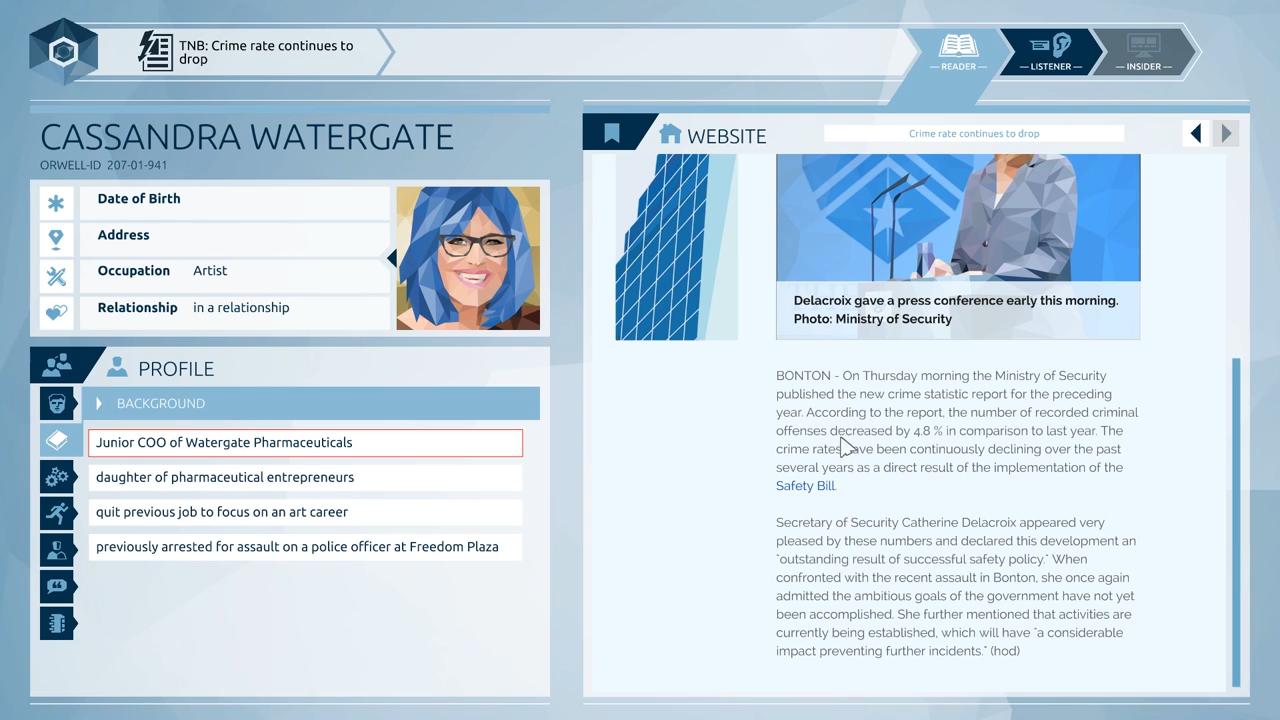 TNB: Crime rate continues to
drop
— READER —
— LISTENER —
— INSIDER —
CASSANDRA WATERGATE
ORWELL-ID 207-01-941
Date of Birth
Address
Occupation Artist
Relationship in a relationship
PROFILE
BACKGROUND
Junior COO of Watergate Pharmaceuticals
daughter of pharmaceutical entrepreneurs
quit previous job to focus on an art career
previously arrested for assault on a police officer at Freedom Plaza
WEBSITE
Crime rate continues to drop
Delacroix gave a press conference early this morning.
Photo: Ministry of Security
BONTON - On Thursday morning the Ministry of Security
published the new crime statistic report for the preceding
year. According to the report, the number of recorded criminal
offenses decreased by 4.8 % in comparison to last year. The
crime rates have been continuously declining over the past
several years as a direct result of the implementation of the
Safety Bill.
Secretary of Security Catherine Delacroix appeared very
pleased by these numbers and declared this development an
"outstanding result of successful safety policy." When
confronted with the recent assault in Bonton, she once again
admitted the ambitious goals of the government have not yet
been accomplished. She further mentioned that activities are
currently being established, which will have "a considerable
impact preventing further incidents." (hod)